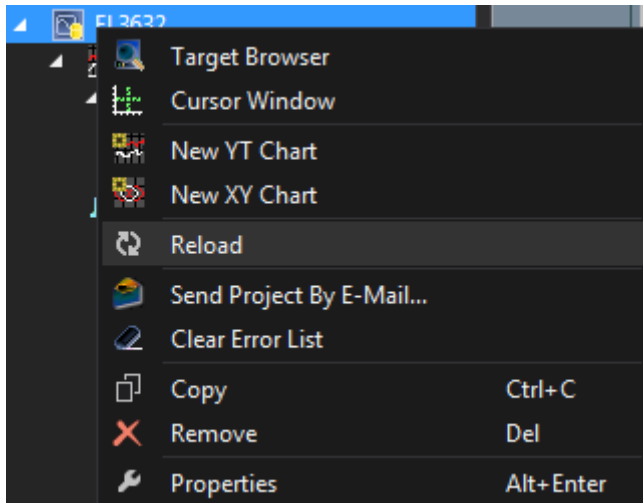 EL3632
Target Browser
Cursor Window
New YT Chart
New XY Chart
Reload
Send Project By E-Mail...
Clear Error List
Copy Ctrl+C
Remove Del
Properties Alt+Enter